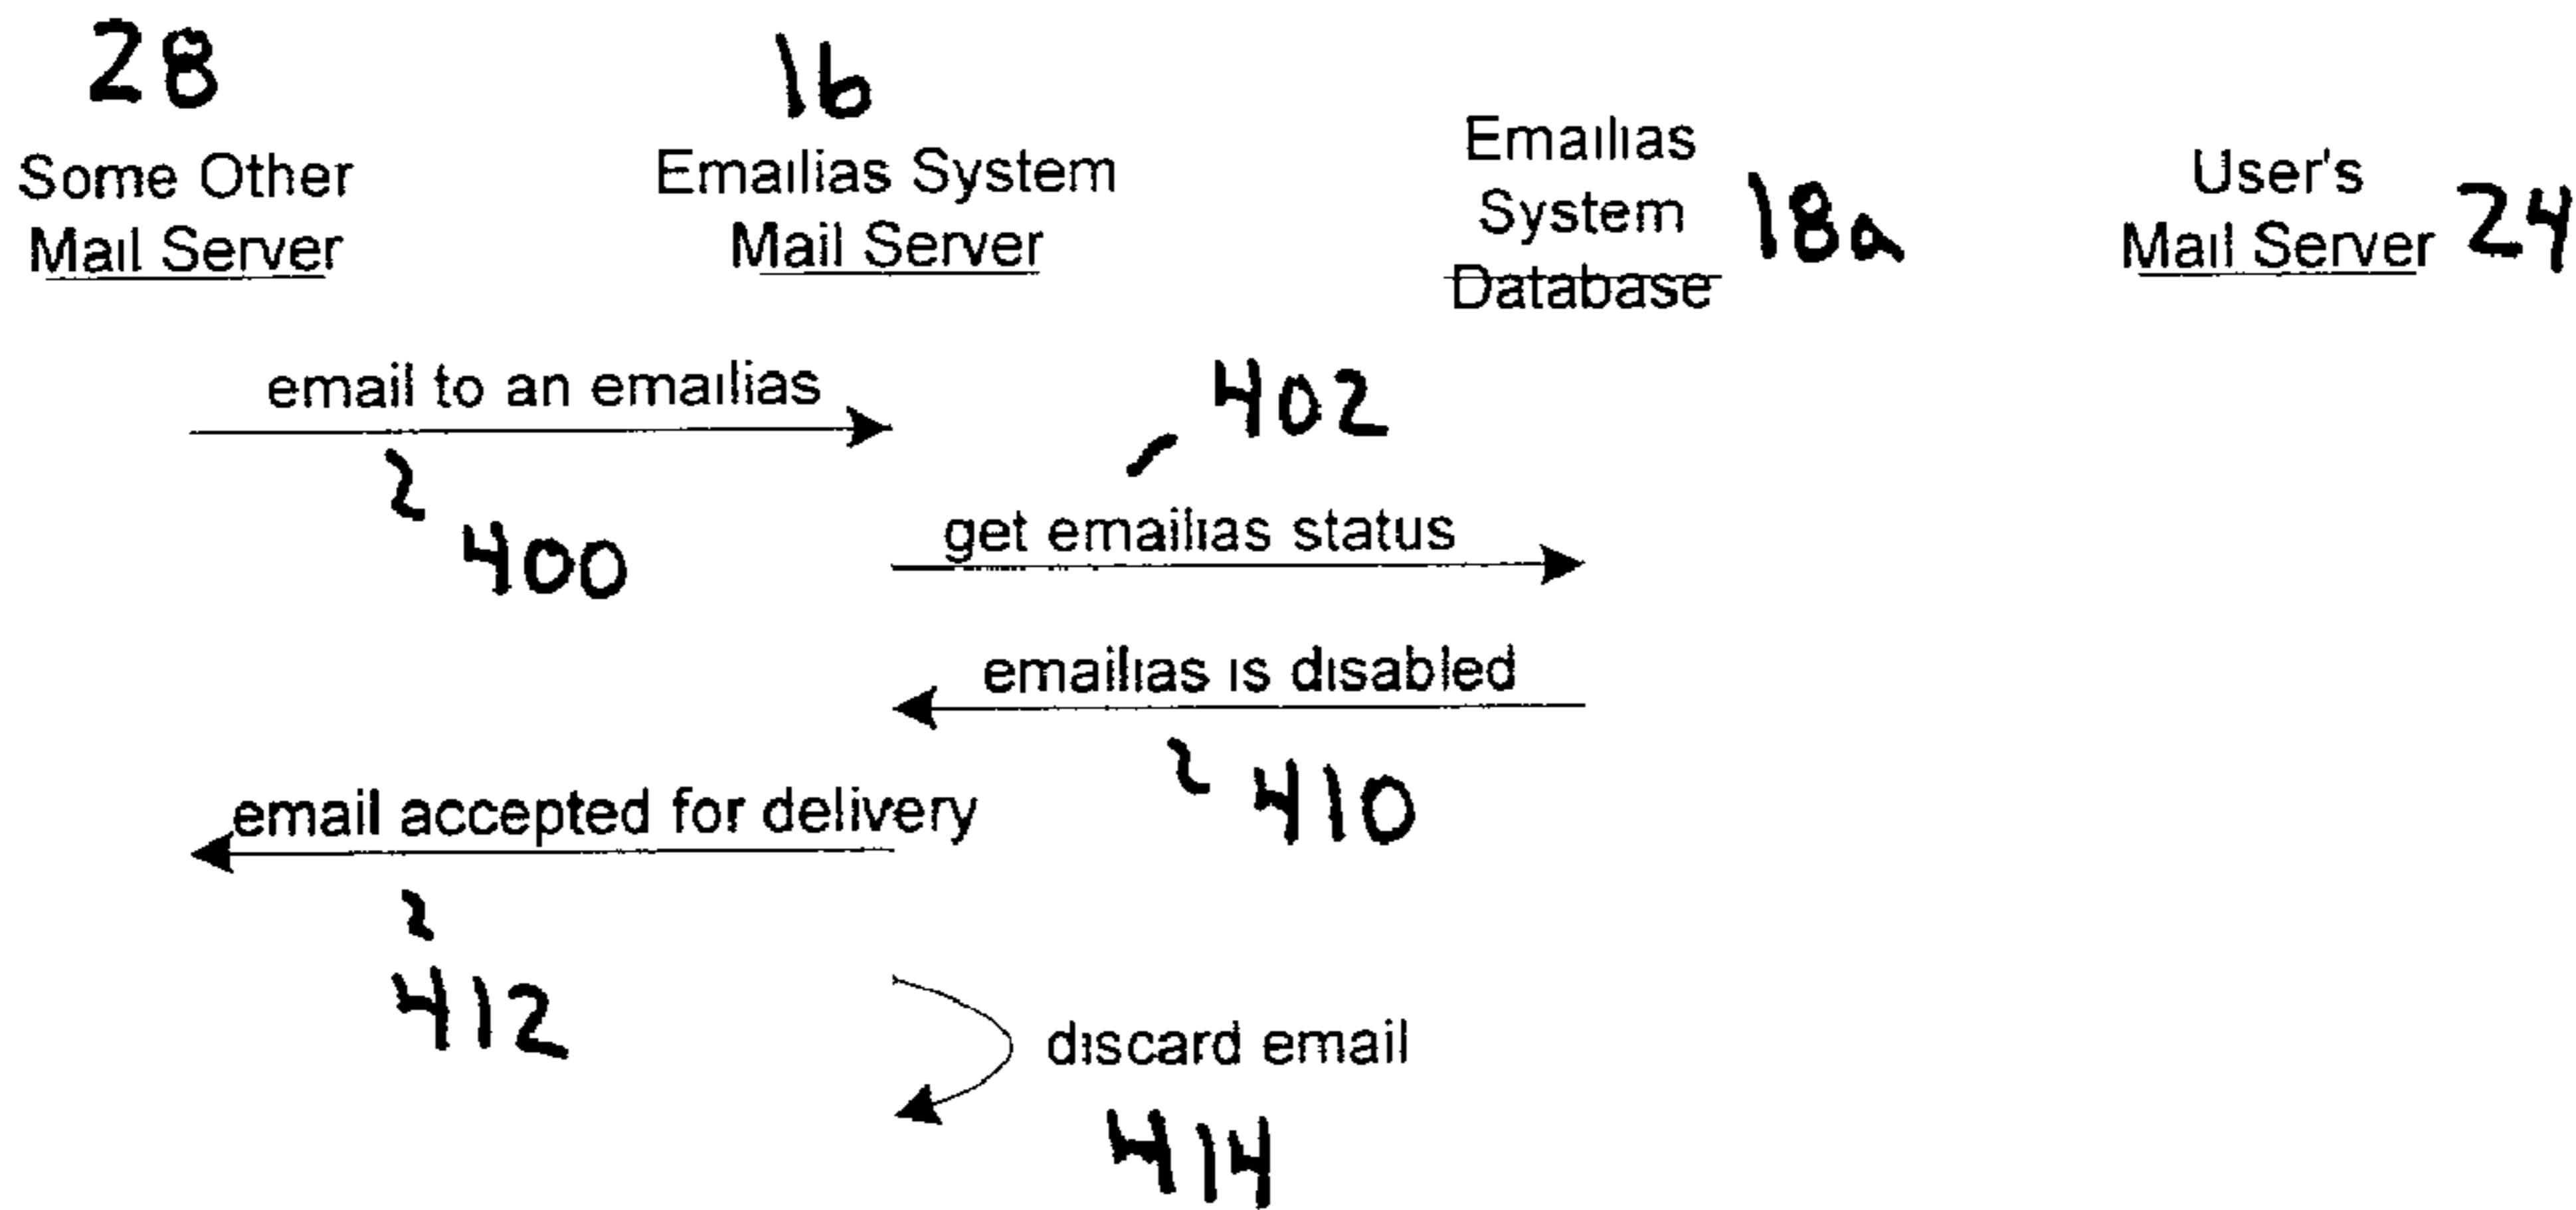 28
Some Other
Mail Server
16
Emailias System
Mail Server
Emailias
System
Database
18a
User's
Mail Server
24
email to an emailias
400
402
get emailias status
emailias is disabled
410
email accepted for delivery
412
discard email
414